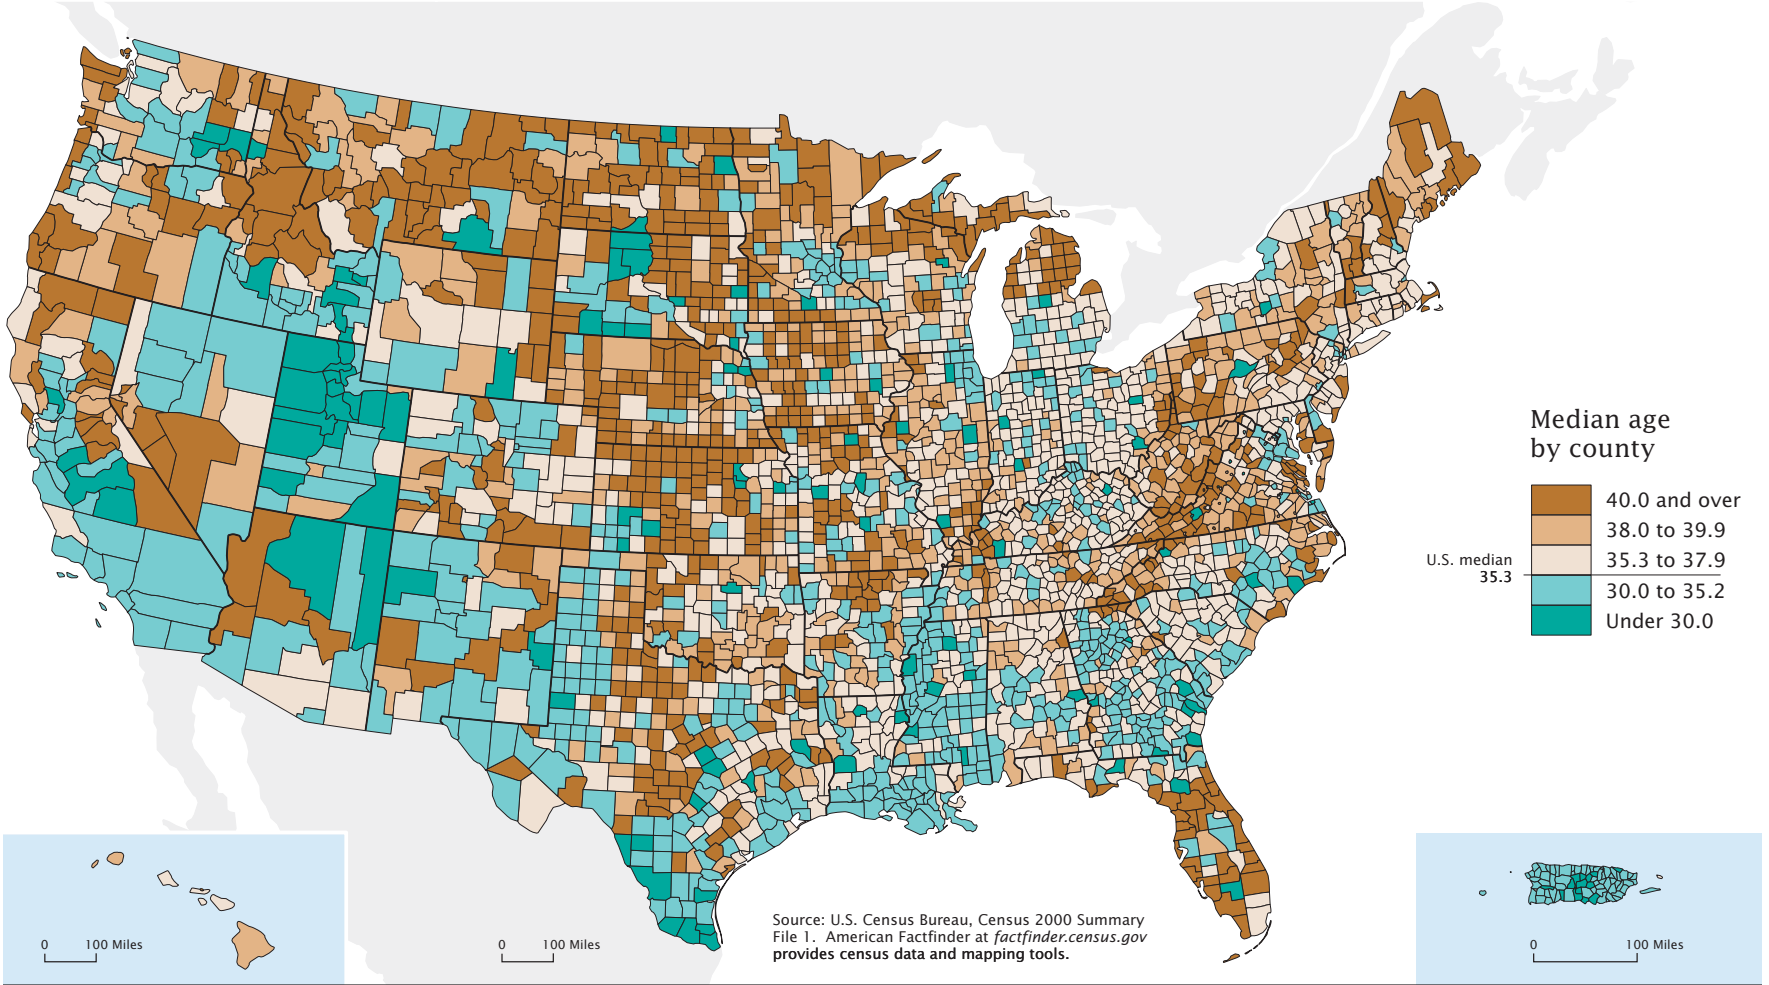 Median age
by county
40.0 and over
38.0 to 39.9
35.3 to 37.9
30.0 to 35.2
Under 30.0
U.S. median
35.3
0 100 Miles
0 100 Miles
Source: U.S. Census Bureau, Census 2000 Summary
File 1. American Factfinder at factfinder.census.gov
provides census data and mapping tools.
0 100 Miles